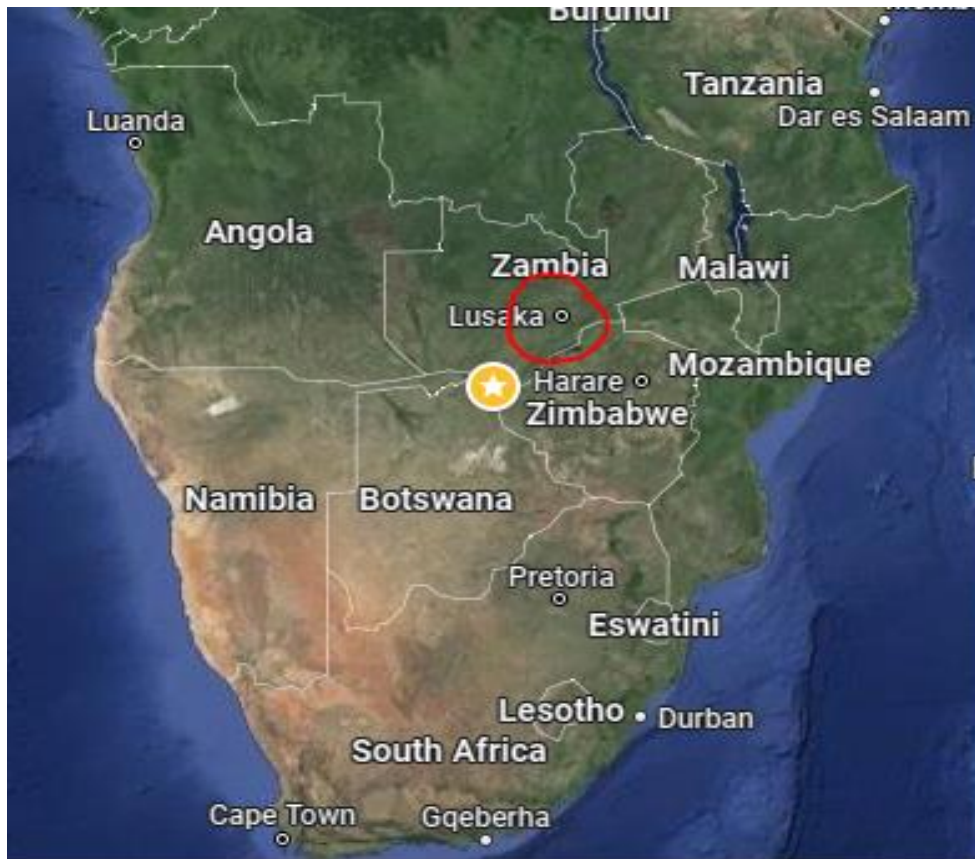 Burundi
Tanzania
Dar es Salaam
Luanda
Angola
Zambia
Malawi
Lusaka
Mozambique
Harare
Zimbabwe
Namibia
Botswana
Pretoria
Eswatini
Lesotho
Durban
South Africa
Cape Town
Gqeberha